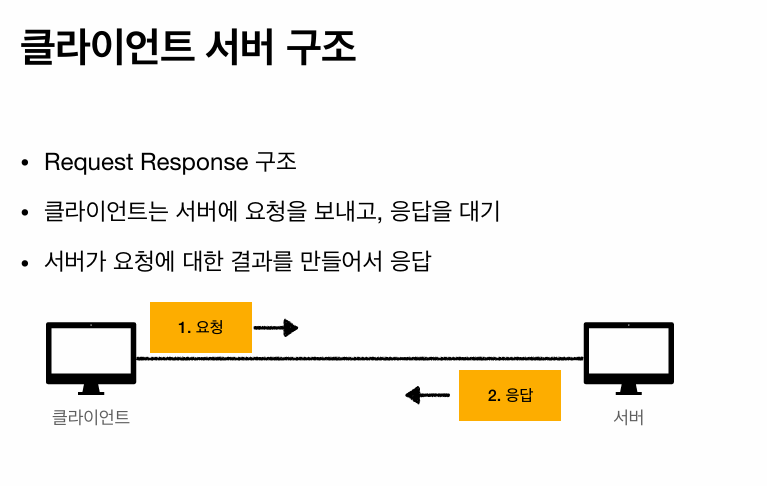 클라이언트 서버 구조
• Request Response 구조
• 클라이언트는 서버에 요청을 보내고, 응답을 대기
• 서버가 요청에 대한 결과를 만들어서 응답
1. 요청
2. 응답
클라이언트
서버